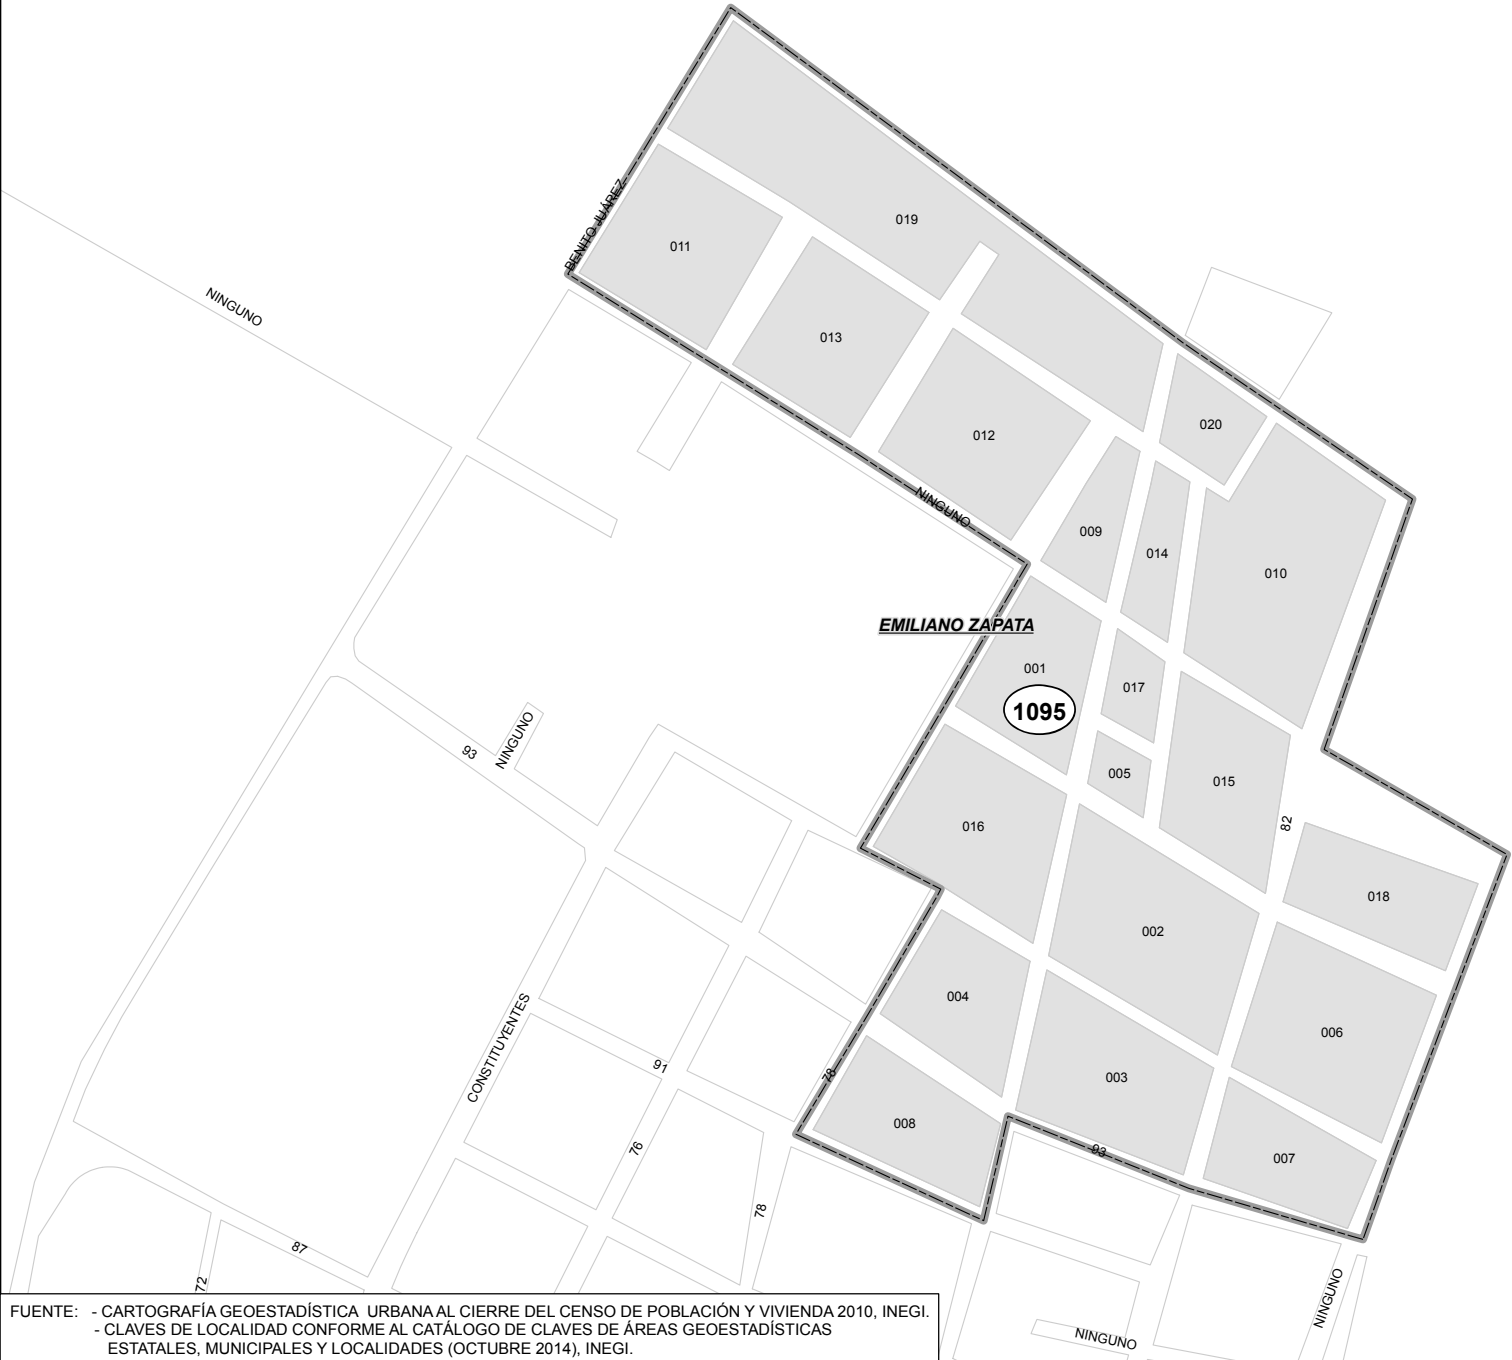 019
BENITO JUÁREZ
011
NINGUNO
013
020
012
NINGUNO
009
014
010
EMILIANO ZAPATA
001
017
1095
93
NINGUNO
005
015
016
82
018
002
004
006
CONSTITUYENTES
91
78
003
008
93
76
007
78
87
72
NINGUNO
NINGUNO
FUENTE: - CARTOGRAFÍA GEOESTADÍSTICA URBANA AL CIERRE DEL CENSO DE POBLACIÓN Y VIVIENDA 2010, INEGI.
- CLAVES DE LOCALIDAD CONFORME AL CATÁLOGO DE CLAVES DE ÁREAS GEOESTADÍSTICAS
ESTATALES, MUNICIPALES Y LOCALIDADES (OCTUBRE 2014), INEGI.